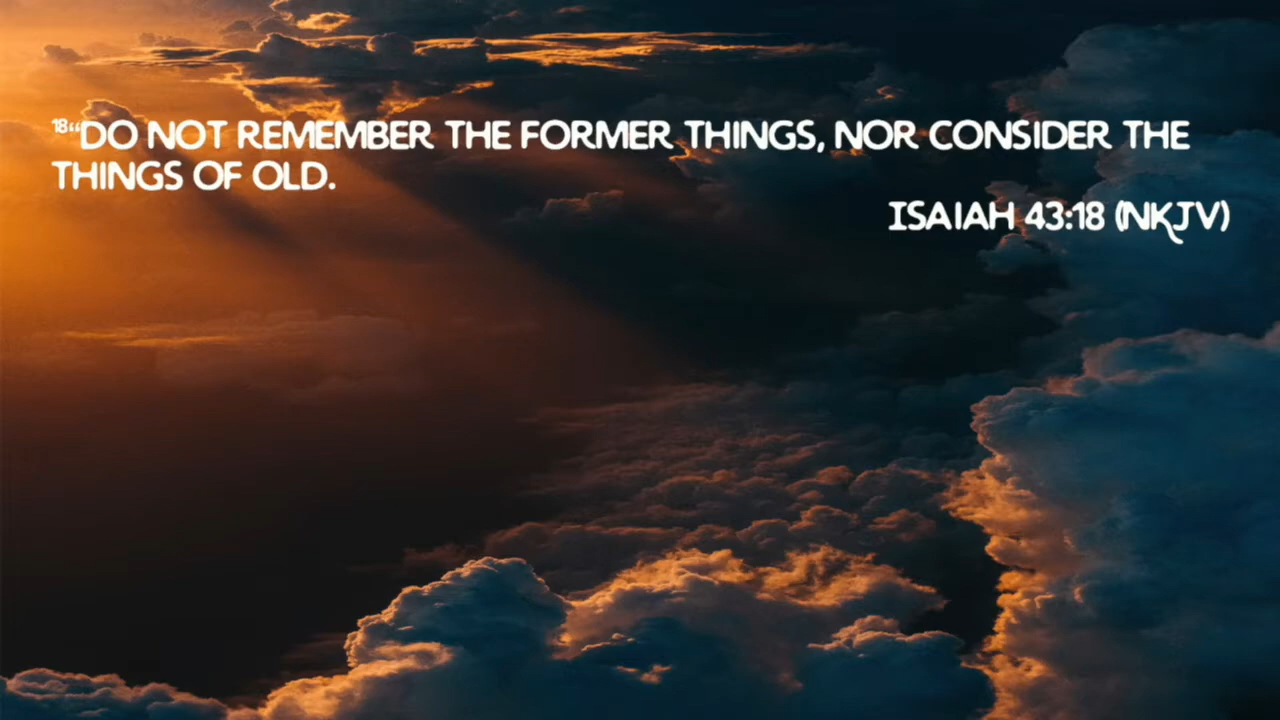 18“DO NOT REMEMBER THE FORMER THINGS, NOR CONSIDER THE
THINGS OF OLD.
ISAIAH 43:18 (NKJV)